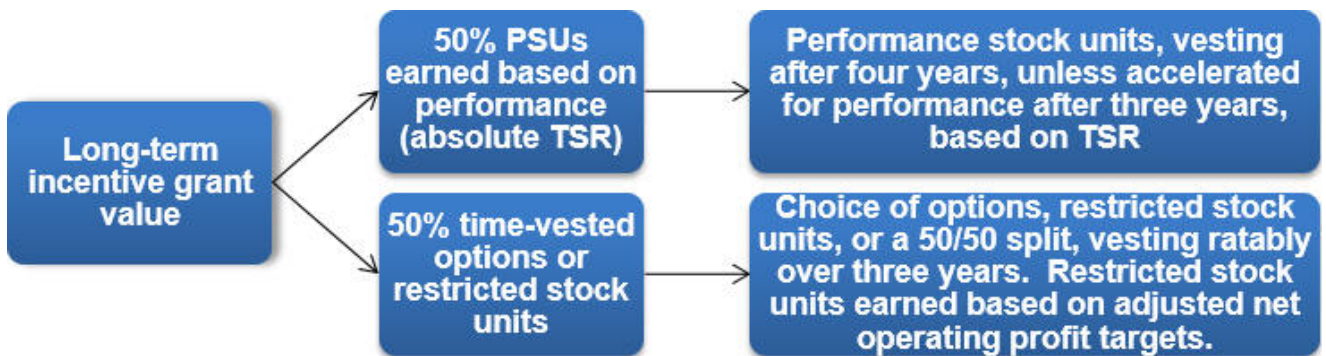 Long-term
incentive grant
value
50% PSUs
earned based on
performance
(absolute TSR)
Performance stock units, vesting
after four years, unless accelerated
for performance after three years,
based on TSR
50% time-vested
options or
restricted stock
units
Choice of options, restricted stock
units, or a 50/50 split, vesting ratably
over three years.  Restricted stock
units earned based on adjusted net
operating profit targets.